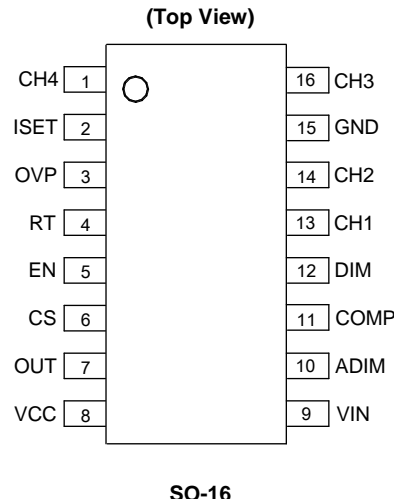 (Top View)
CH4 1 16 CH3
ISET 2 15 GND
OVP 3 14 CH2
RT 4 13 CH1
EN 5 12 DIM
CS 6 11 COMP
OUT 7 10 ADIM
VCC 8 9 VIN
SO-16